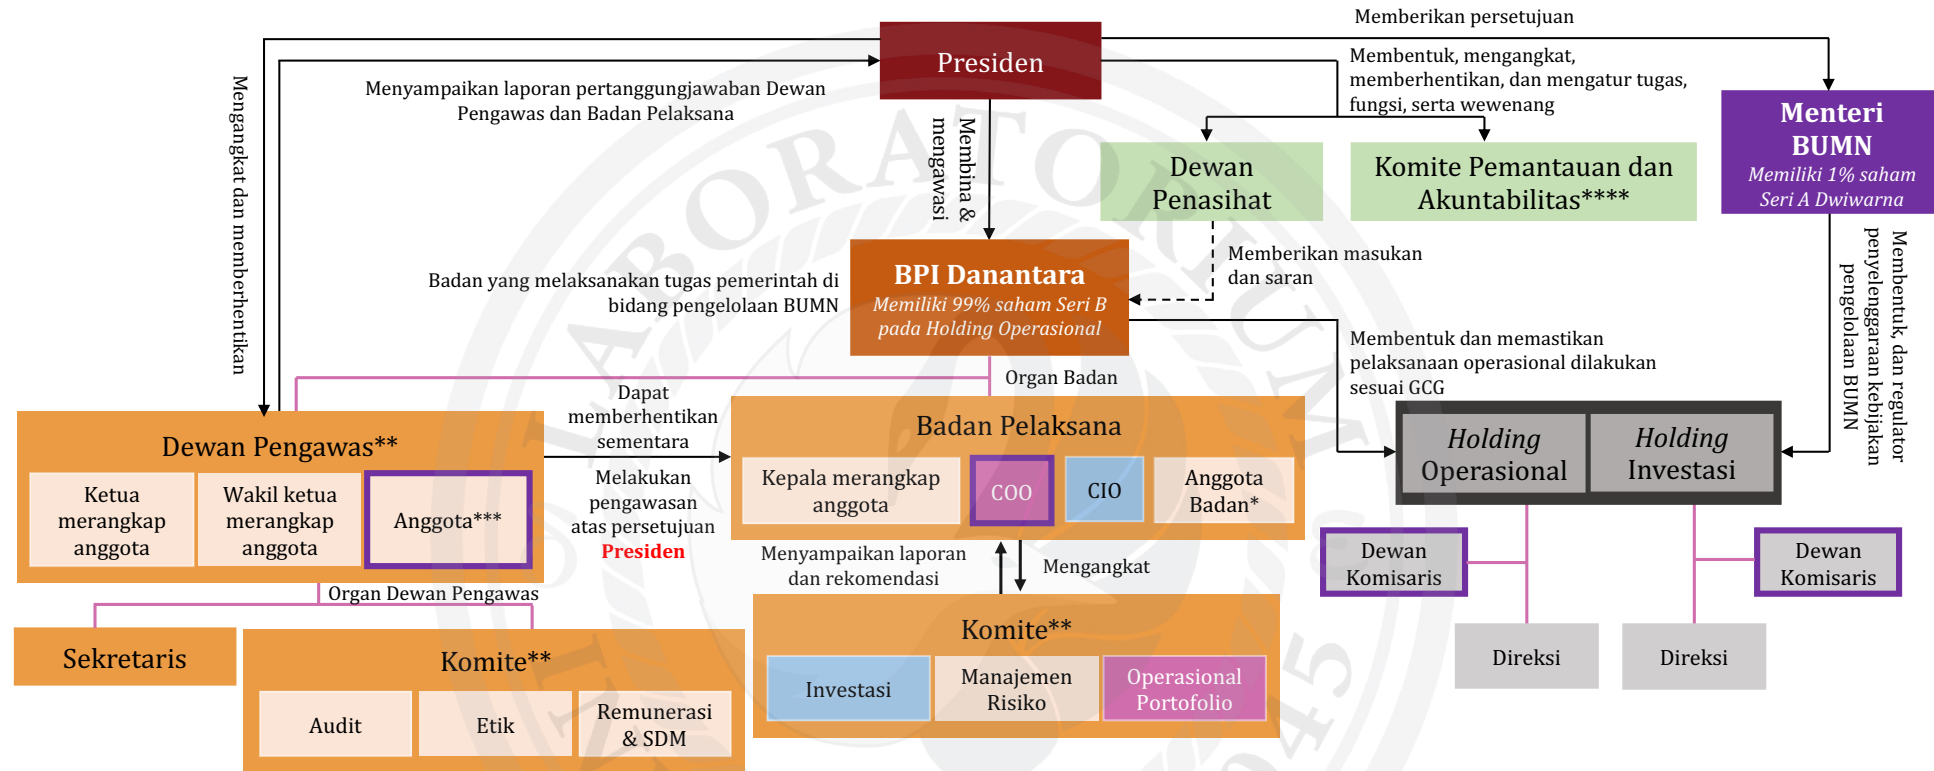 Presiden
Memberikan persetujuan
Membentuk, mengangkat,
memberhentikan, dan mengatur tugas,
fungsi, serta wewenang
Mengangkat dan memberhentikan
Menyampaikan laporan pertanggungjawaban Dewan
Pengawas dan Badan Pelaksana
Membina &
mengawasi
Menteri
BUMN
Memiliki 1% saham
Seri A Dwiwarna
Dewan
Penasihat
Komite Pemantauan dan
Akuntabilitas****
Memberikan masukan
dan saran
Membentuk, dan regulator
penyelenggaraan kebijakan
pengelolaan BUMN
Badan yang melaksanakan tugas pemerintah di
bidang pengelolaan BUMN
BPI Danantara
Memiliki 99% saham Seri B
pada Holding Operasional
Membentuk dan memastikan
pelaksanaan operasional dilakukan
sesuai GCG
Organ Badan
Dapat
memberhentikan
sementara
Melakukan
pengawasan
atas persetujuan
Presiden
Dewan Pengawas**
Ketua
merangkap
anggota
Wakil ketua
merangkap
anggota
Anggota***
Badan Pelaksana
Kepala merangkap
anggota
COO
CIO
Anggota
Badan*
Holding
Operasional
Holding
Investasi
Menyampaikan laporan
dan rekomendasi
Mengangkat
Dewan
Komisaris
Dewan
Komisaris
Organ Dewan Pengawas
Sekretaris
Komite**
Audit
Etik
Remunerasi
& SDM
Komite**
Investasi
Manajemen
Risiko
Operasional
Portofolio
Direksi
Direksi
LABORATORIUM
45